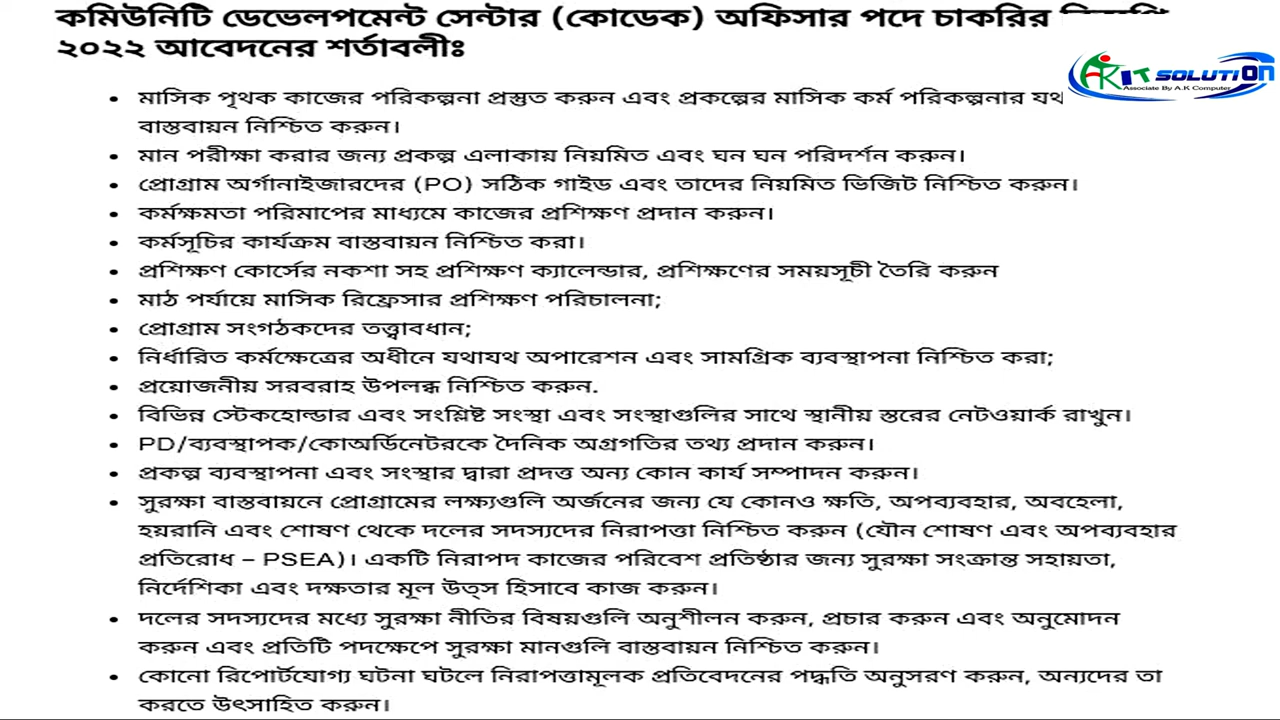 কমিউনিটি ডেভেলপমেন্ট সেন্টার (কোডেক) অফিসার পদে চাকরির
২০২২ আবেদনের শর্তাবলীঃ
AK IT SOLUTION
Associate By A.K Computer
• মাসিক পৃথক কাজের পরিকল্পনা প্রস্তুত করুন এবং প্রকল্পের মাসিক কর্ম পরিকল্পনার যথ
বাস্তবায়ন নিশ্চিত করুন।
• মান পরীক্ষা করার জন্য প্রকল্প এলাকায় নিয়মিত এবং ঘন ঘন পরিদর্শন করুন।
• প্রোগ্রাম অর্গানাইজারদের (PO) সঠিক গাইড এবং তাদের নিয়মিত ভিজিট নিশ্চিত করুন।
• কর্মক্ষমতা পরিমাপের মাধ্যমে কাজের প্রশিক্ষণ প্রদান করুন।
• কর্মসূচির কার্যক্রম বাস্তবায়ন নিশ্চিত করা।
• প্রশিক্ষণ কোর্সের নকশা সহ প্রশিক্ষণ ক্যালেন্ডার, প্রশিক্ষণের সময়সূচী তৈরি করুন
• মাঠ পর্যায়ে মাসিক রিফ্রেসার প্রশিক্ষণ পরিচালনা;
• প্রোগ্রাম সংগঠকদের তত্ত্বাবধান;
• নির্ধারিত কর্মক্ষেত্রের অধীনে যথাযথ অপারেশন এবং সামগ্রিক ব্যবস্থাপনা নিশ্চিত করা;
• প্রয়োজনীয় সরবরাহ উপলব্ধ নিশ্চিত করুন.
• বিভিন্ন স্টেকহোল্ডার এবং সংশ্লিষ্ট সংস্থা এবং সংস্থাগুলির সাথে স্থানীয় স্তরের নেটওয়ার্ক রাখুন।
• PD/ব্যবস্থাপক/কোঅর্ডিনেটরকে দৈনিক অগ্রগতির তথ্য প্রদান করুন।
• প্রকল্প ব্যবস্থাপনা এবং সংস্থার দ্বারা প্রদত্ত অন্য কোন কার্য সম্পাদন করুন।
• সুরক্ষা বাস্তবায়নে প্রোগ্রামের লক্ষ্যগুলি অর্জনের জন্য যে কোনও ক্ষতি, অপব্যবহার, অবহেলা,
হয়রানি এবং শোষণ থেকে দলের সদস্যদের নিরাপত্তা নিশ্চিত করুন (যৌন শোষণ এবং অপব্যবহার
প্রতিরোধ – PSEA)। একটি নিরাপদ কাজের পরিবেশ প্রতিষ্ঠার জন্য সুরক্ষা সংক্রান্ত সহায়তা,
নির্দেশিকা এবং দক্ষতার মূল উত্স হিসাবে কাজ করুন।
• দলের সদস্যদের মধ্যে সুরক্ষা নীতির বিষয়গুলি অনুশীলন করুন, প্রচার করুন এবং অনুমোদন
করুন এবং প্রতিটি পদক্ষেপে সুরক্ষা মানগুলি বাস্তবায়ন নিশ্চিত করুন।
• কোনো রিপোর্টযোগ্য ঘটনা ঘটলে নিরাপত্তামূলক প্রতিবেদনের পদ্ধতি অনুসরণ করুন, অন্যদের তা
করতে উৎসাহিত করুন।